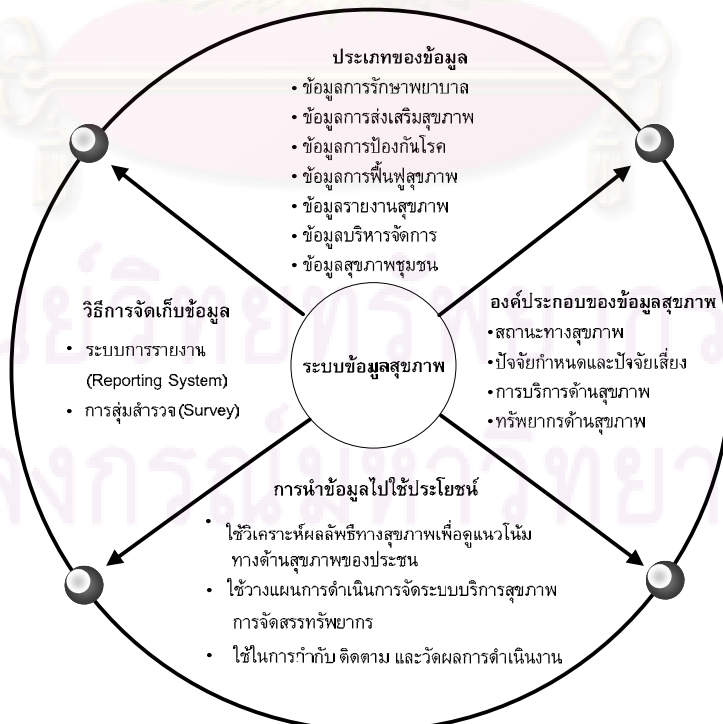 ประเภทของข้อมูล
• ข้อมูลการรักษาพยาบาล
• ข้อมูลการส่งเสริมสุขภาพ
• ข้อมูลการป้องกันโรค
• ข้อมูลการฟื้นฟูสุขภาพ
• ข้อมูลรายงานสุขภาพ
• ข้อมูลบริหารจัดการ
• ข้อมูลสุขภาพชุมชน
วิธีการจัดเก็บข้อมูล
• ระบบการรายงาน
(Reporting System)
• การสุ่มสำรวจ(Survey)
ระบบข้อมูลสุขภาพ
องค์ประกอบของข้อมูลสุขภาพ
•สถานะทางสุขภาพ
•ปัจจัยกำหนดและปัจจัยเสี่ยง
•การบริการด้านสุขภาพ
•ทรัพยากรด้านสุขภาพ
การนำข้อมูลไปใช้ประโยชน์
• ใช้วิเคราะห์ผลลัพธ์ทางสุขภาพเพื่อดูแนวโน้ม
ทางด้านสุขภาพของประชน
• ใช้วางแผนการดำเนินการจัดระบบบริการสุขภาพ
การจัดสรรทรัพยากร
• ใช้ในการกำกับ ติดตาม และวัดผลการดำเนินงาน